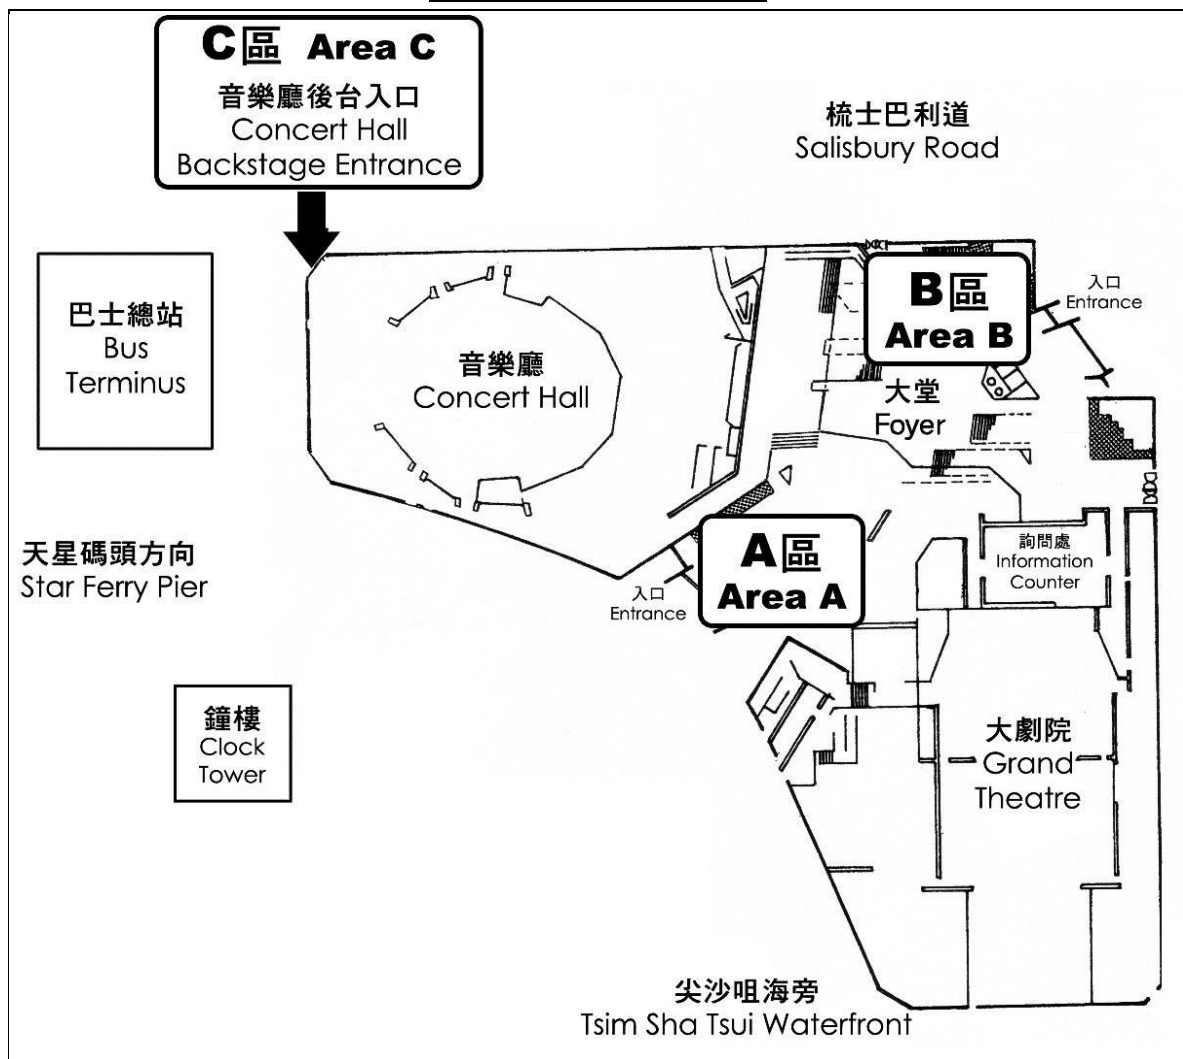 C區 Area C
音樂廳後台入口
Concert Hall
Backstage Entrance
梳士巴利道
Salisbury Road
巴士總站
Bus
Terminus
音樂廳
Concert Hall
B區
Area B
入口
Entrance
大堂
Foyer
天星碼頭方向
Star Ferry Pier
A區
Area A
入口
Entrance
詢問處
Information
Counter
鐘樓
Clock
Tower
大劇院
Grand
Theatre
尖沙咀海旁
Tsim Sha Tsui Waterfront